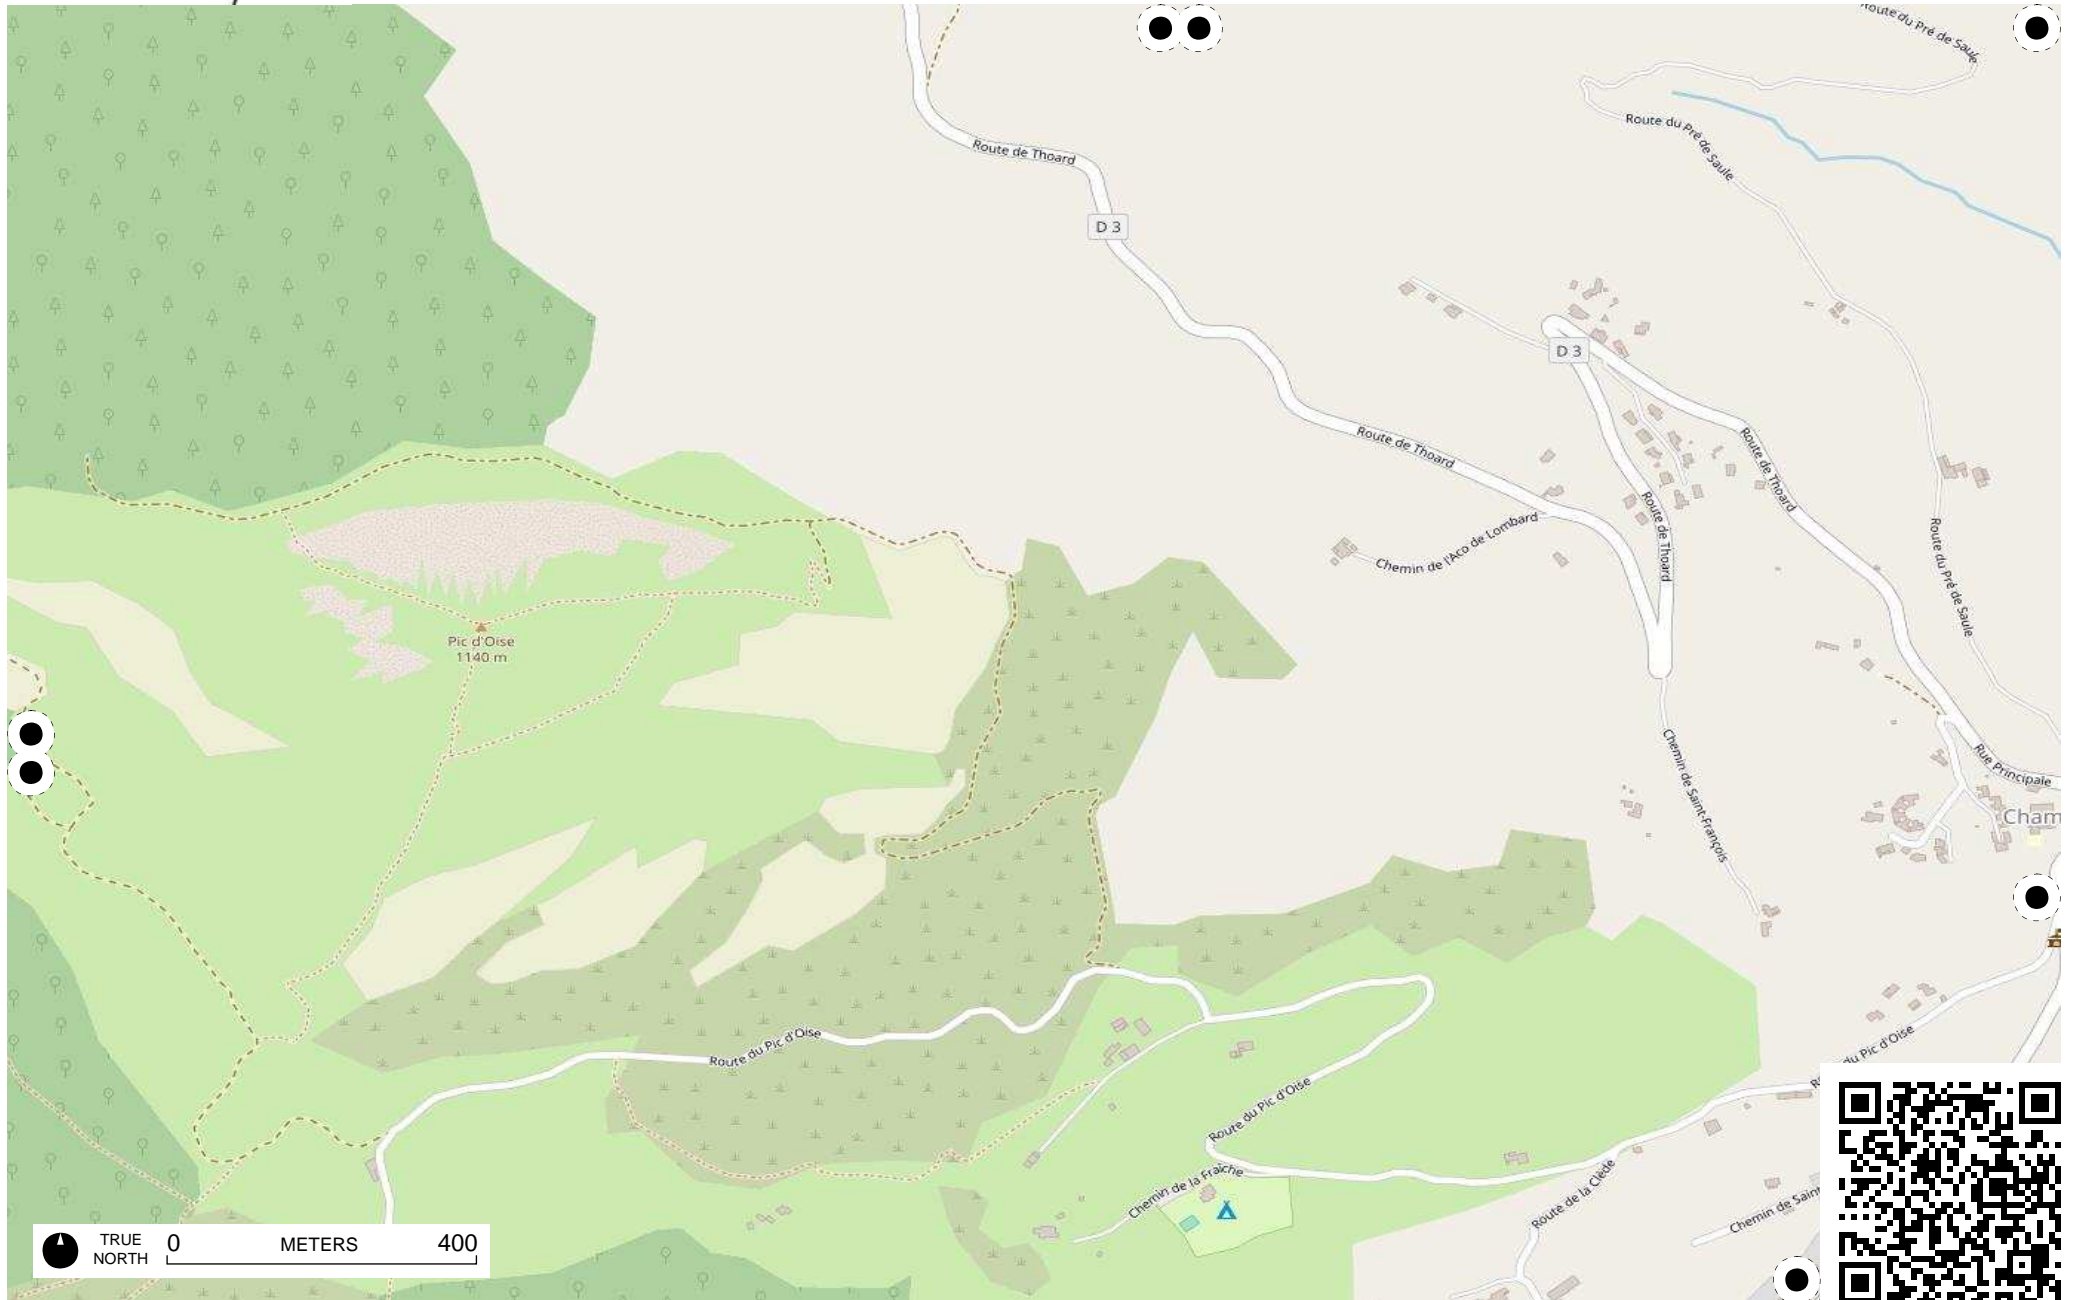 Route du Pré de Saule
Route du Pré de Saule
Route de Thoard
D 3
D 3
Route de Thoard
Route de Thoard
Route de Thoard
Chemin de l'Aco de Lombard
Route du Pré de Saule
Pic d'Oise
1140 m
Chemin de Saint-François
Rue Principale
Cham
Route du Pic d'Oise
du Pic d'Oise
Route du Pic d'Oise
Chemin de la Fraîche
Route de la Clède
Chemin de Saint
TRUE
NORTH
0 METERS 400